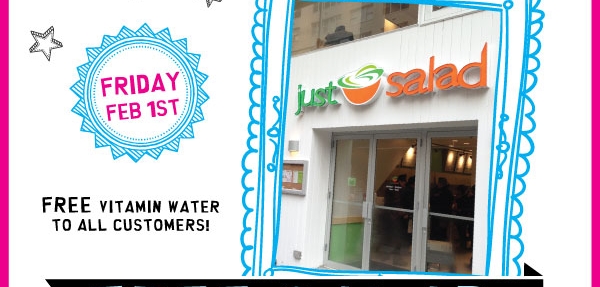 FRIDAY
FEB 1ST
just salad
FREE VITAMIN WATER
TO ALL CUSTOMERS!